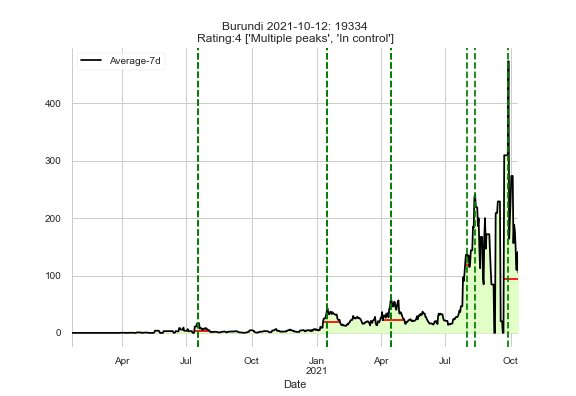 Burundi 2021-10-12: 19334
Rating:4 ['Multiple peaks', 'In control']
Average-7d
400
300
200
100
0
Apr Jul Oct Jan Apr Jul Oct
2021
Date